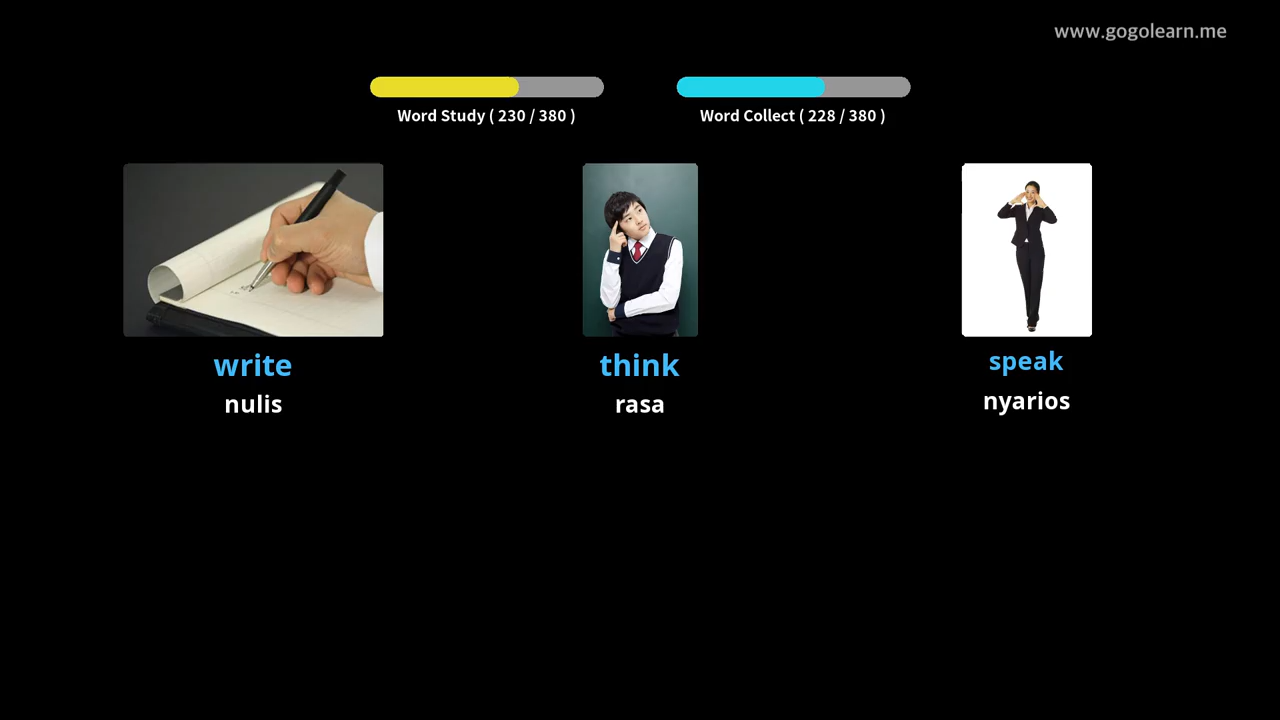 www.gogolearn.me
Word Study ( 230 / 380 )
Word Collect ( 228 / 380 )
write
think
speak
nulis
rasa
nyarios